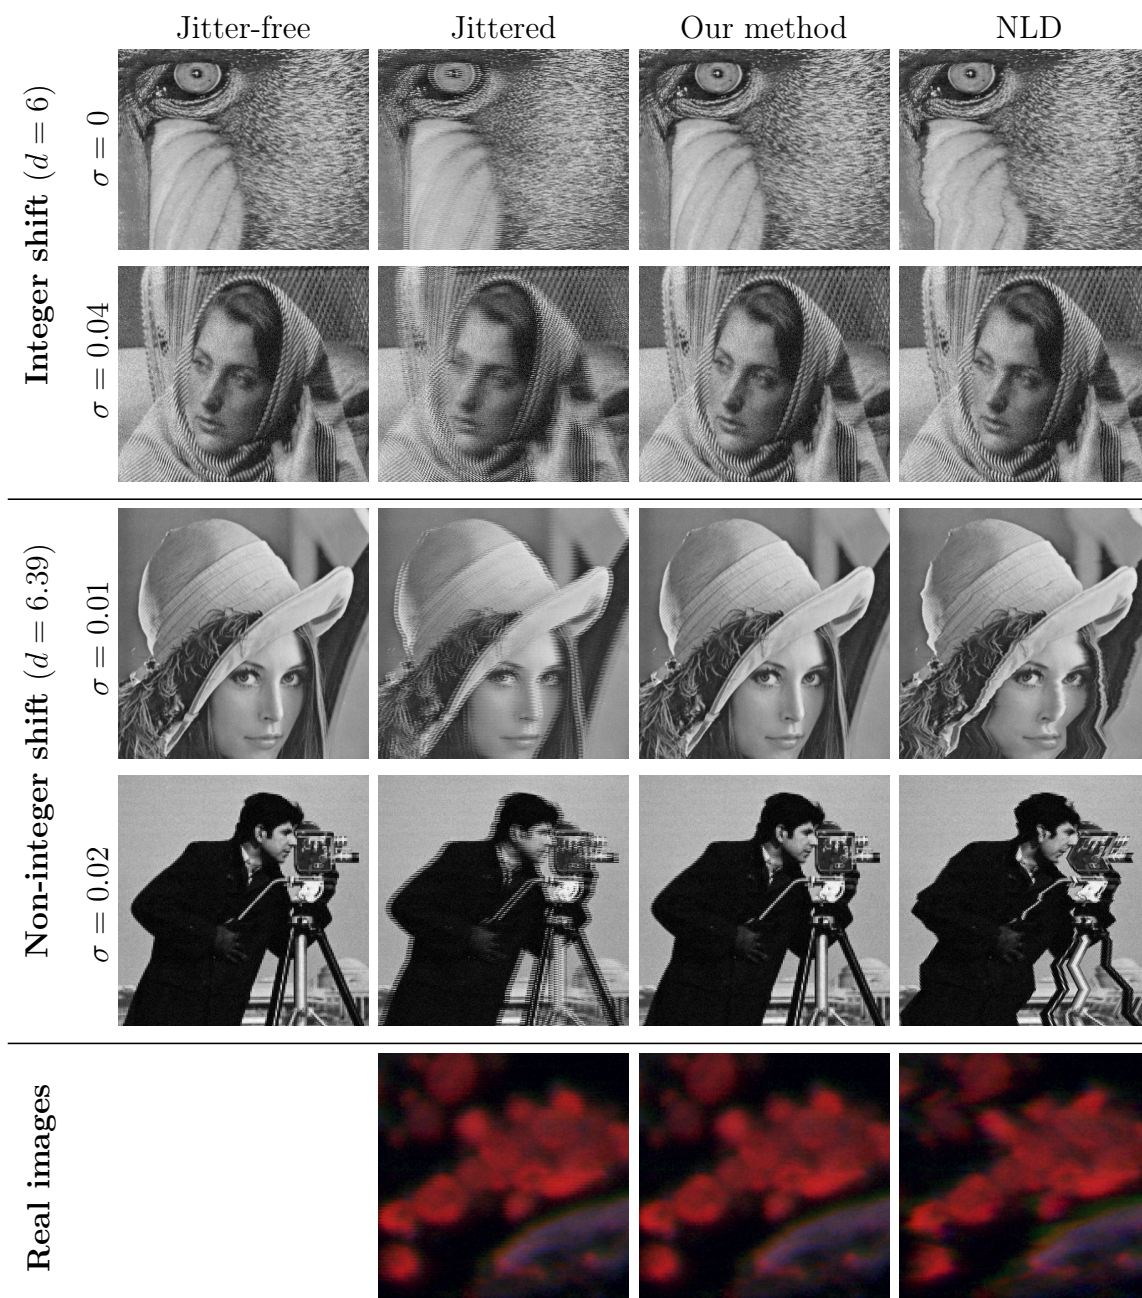 Jitter-free Jittered Our method NLD
Integer shift (d = 6)
σ = 0
σ = 0.04
Non-integer shift (d = 6.39)
σ = 0.01
σ = 0.02
Real images